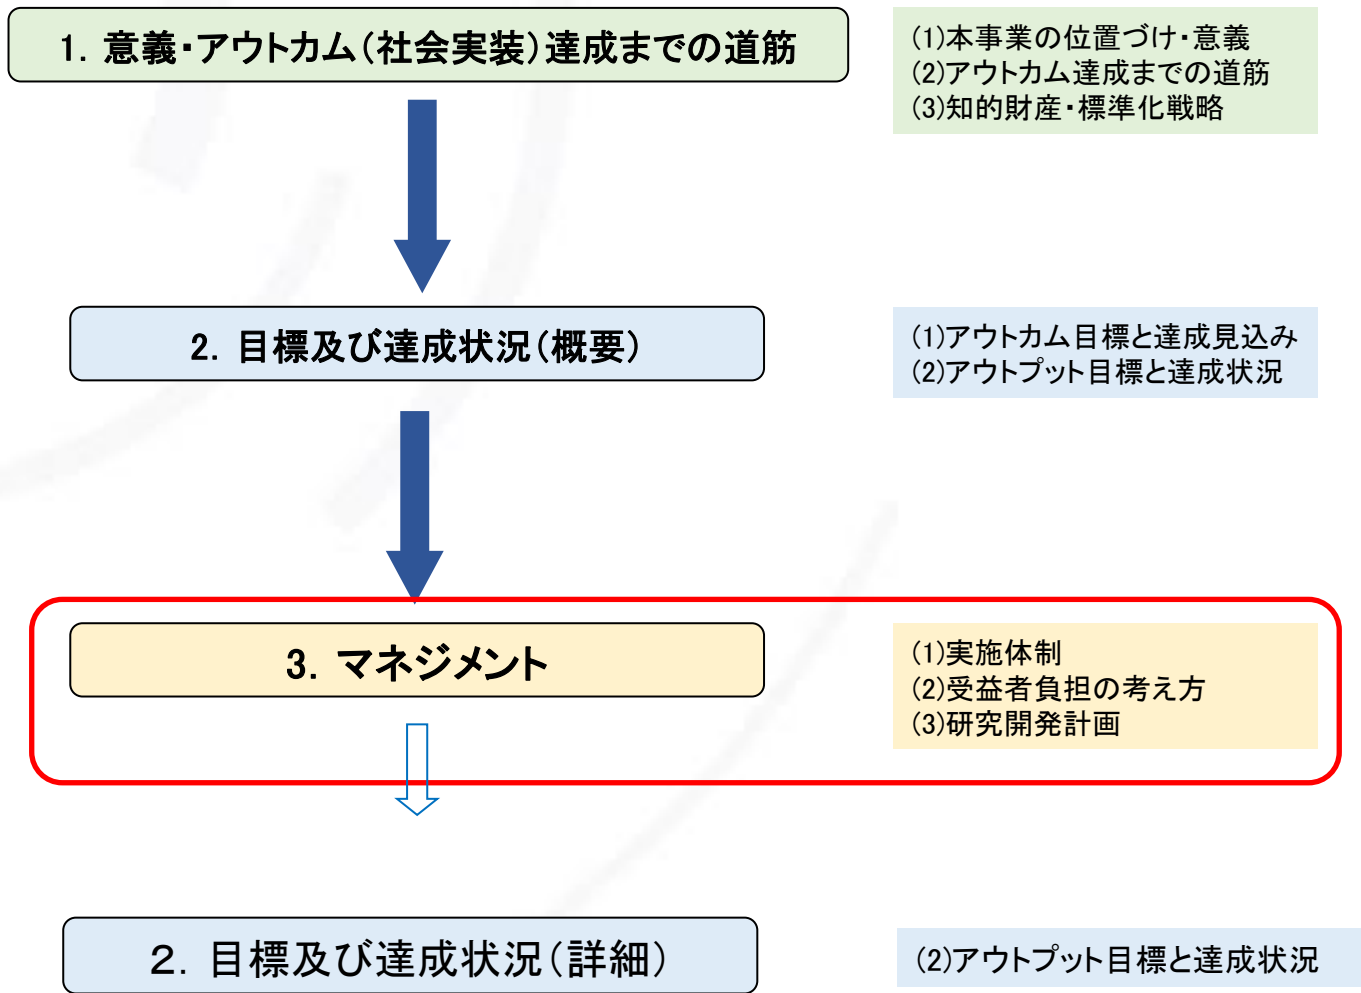 1. 意義・アウトカム（社会実装）達成までの道筋
(1)本事業の位置づけ・意義
(2)アウトカム達成までの道筋
(3)知的財産・標準化戦略
2. 目標及び達成状況（概要）
(1)アウトカム目標と達成見込み
(2)アウトプット目標と達成状況
3. マネジメント
(1)実施体制
(2)受益者負担の考え方
(3)研究開発計画
２．目標及び達成状況（詳細）
(2)アウトプット目標と達成状況